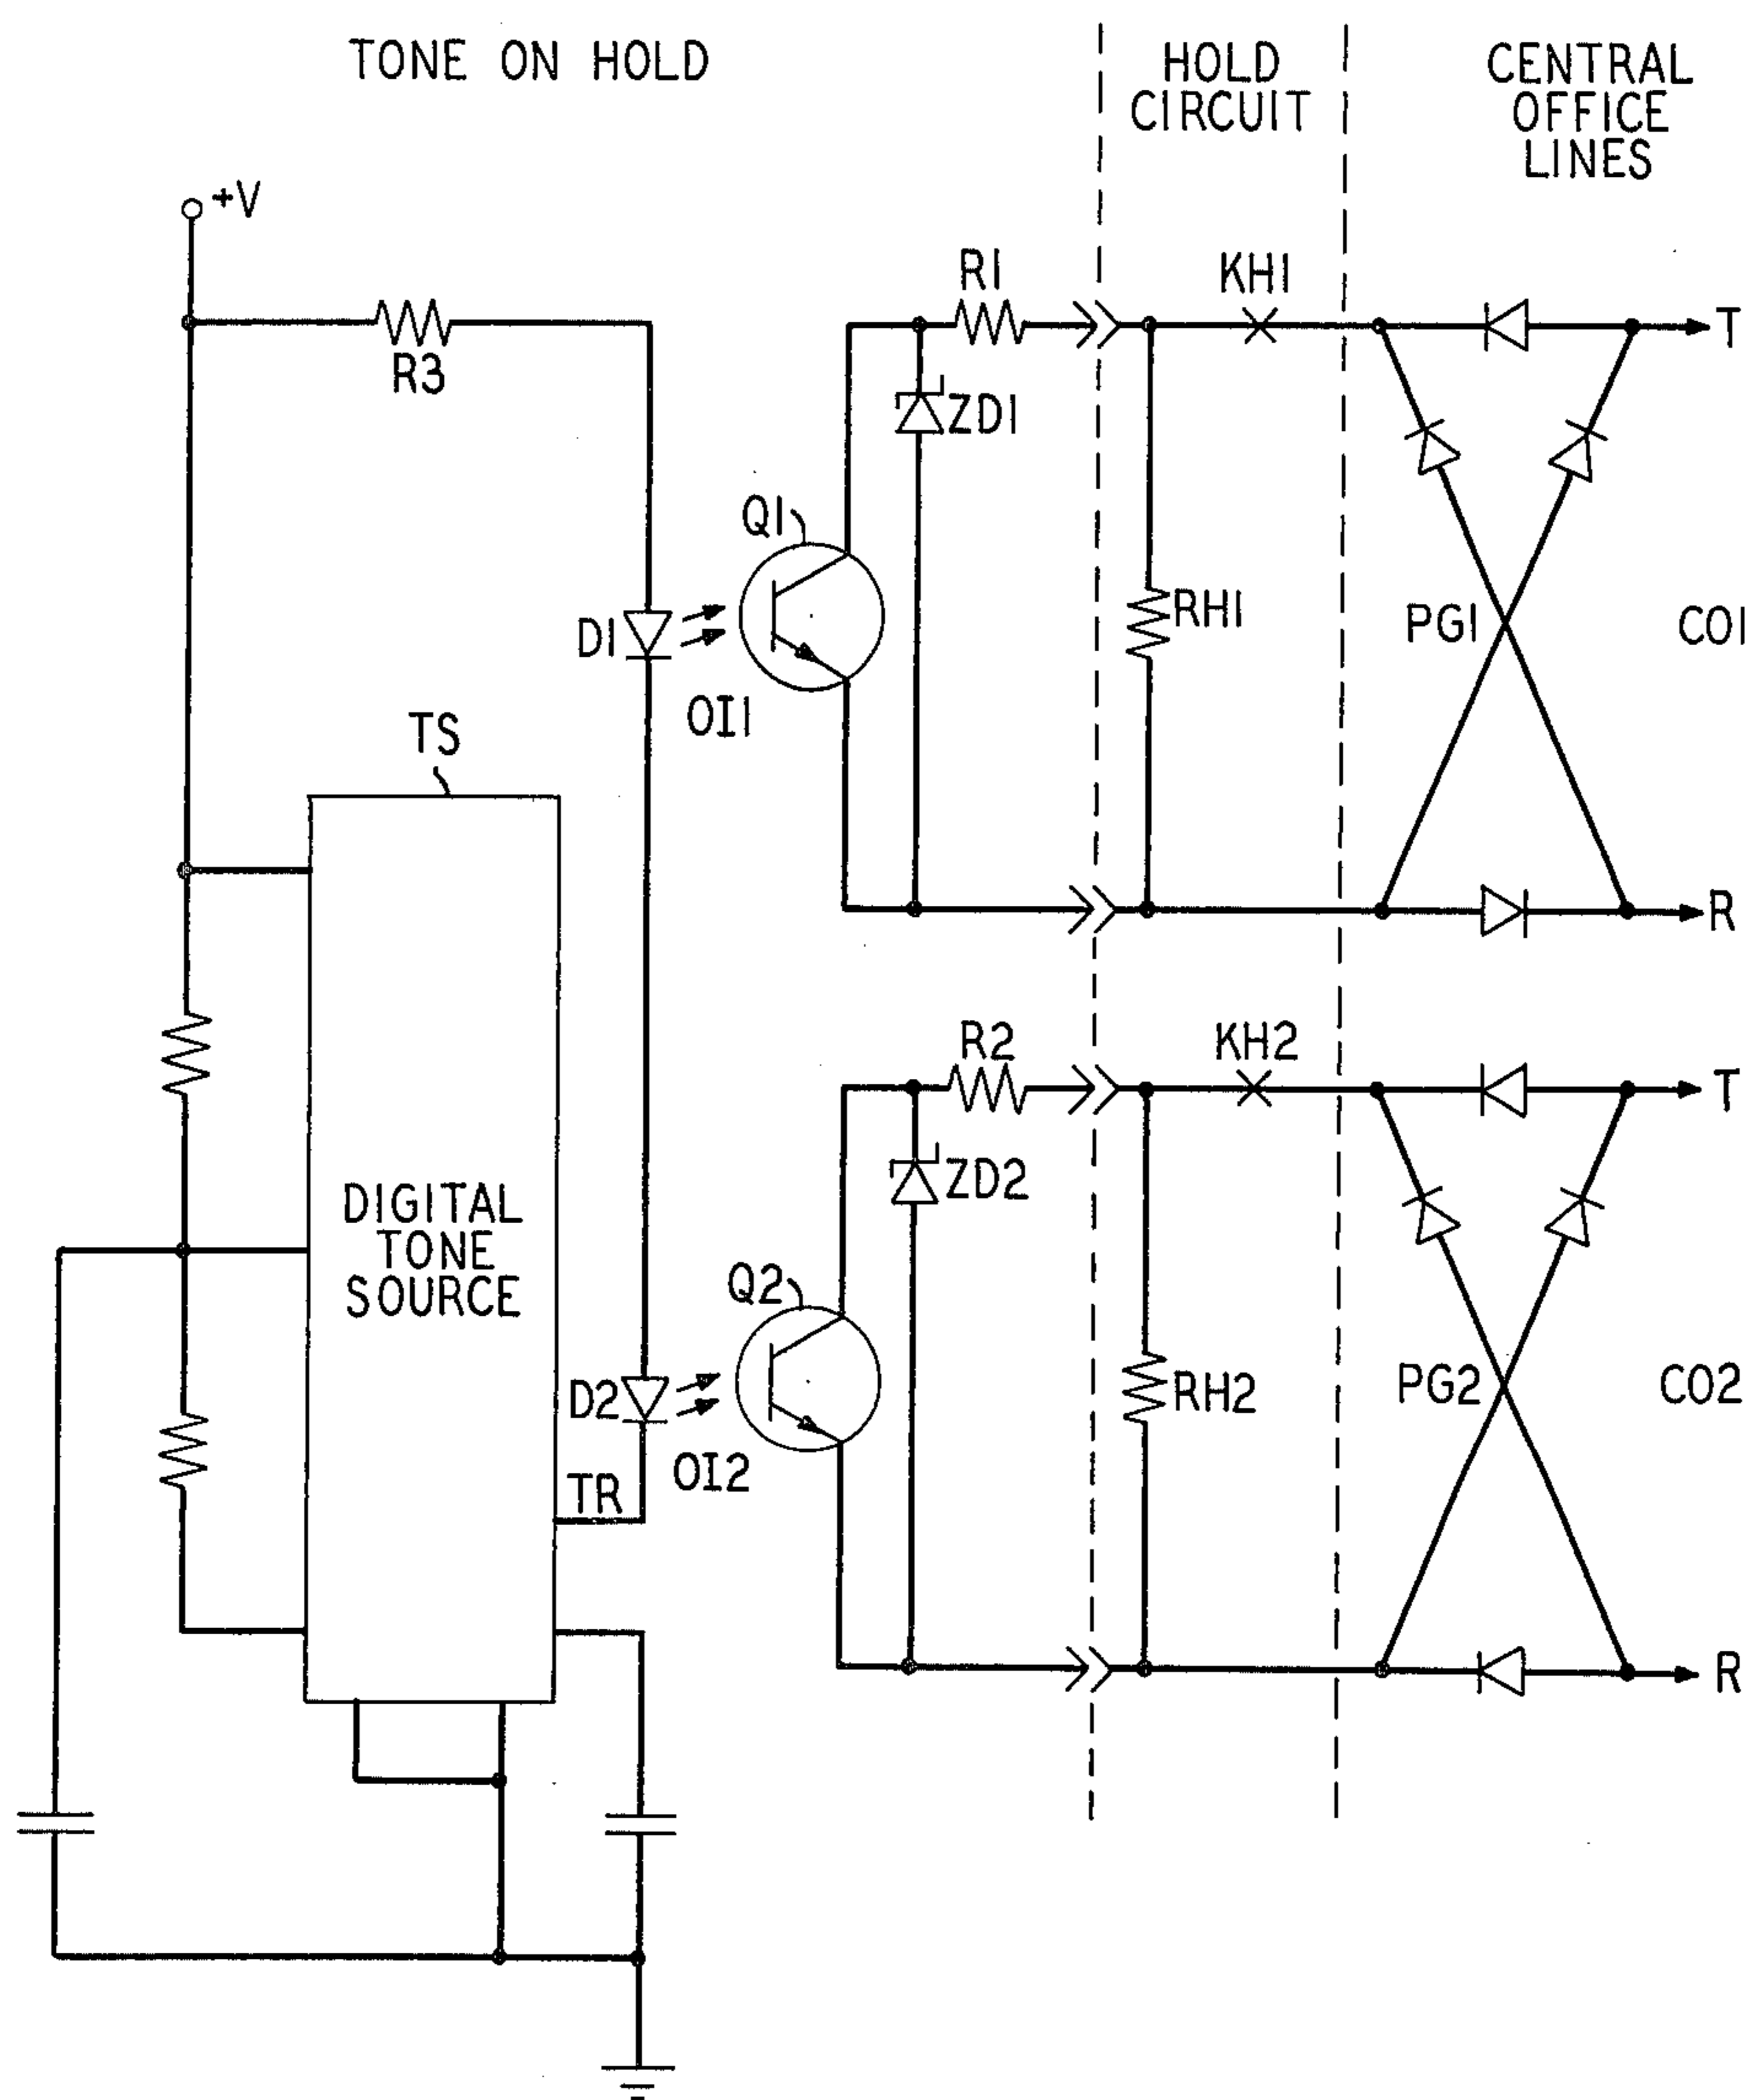 TONE ON HOLD
HOLD
CIRCUIT
CENTRAL
OFFICE
LINES
+V
R3
R1
KH1
T
ZD1
Q1
D1
OI1
RH1
PG1
CO1
TS
R
DIGITAL
TONE
SOURCE
R2
KH2
T
ZD2
Q2
D2
OI2
TR
RH2
PG2
CO2
R